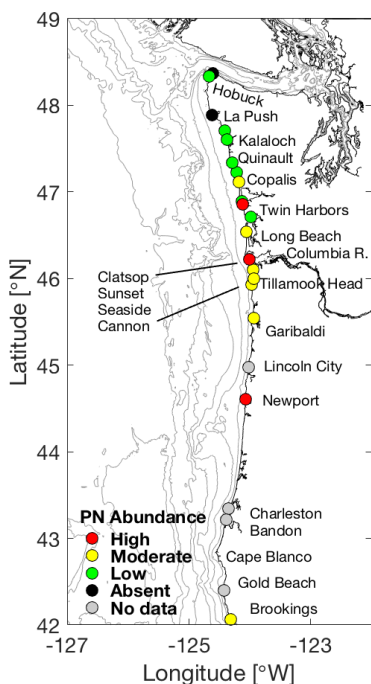 49
48
47
46
45
44
43
42
Latitude [°N]
Hobuck
La Push
Kalaloch
Quinault
Copalis
Twin Harbors
Long Beach
Columbia R.
Clatsop
Sunset
Seaside
Cannon
Tillamook Head
Garibaldi
Lincoln City
Newport
Charleston
Bandon
Cape Blanco
Gold Beach
Brookings
PN Abundance
High
Moderate
Low
Absent
No data
-127
-125
-123
Longitude [°W]